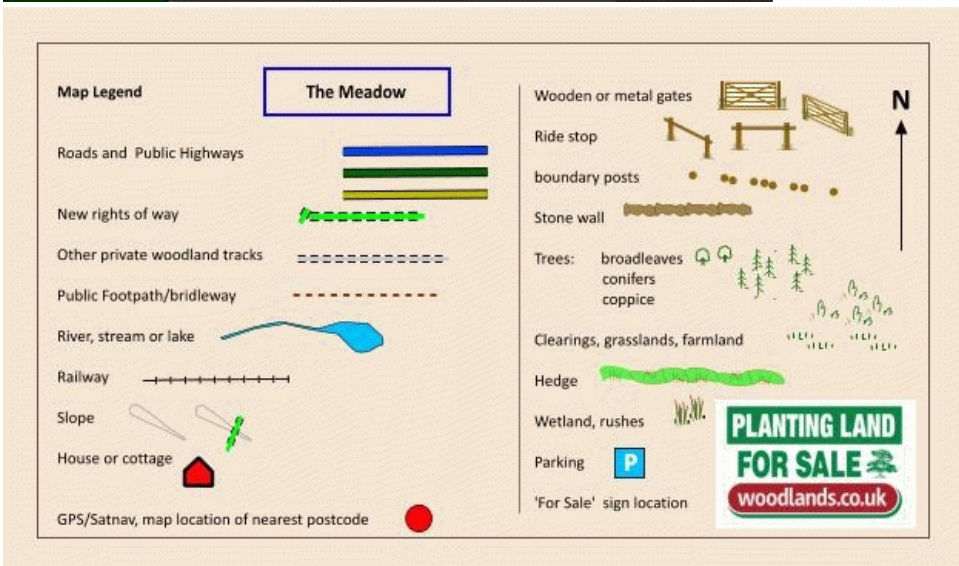 Map Legend
The Meadow
Roads and Public Highways
New rights of way
Other private woodland tracks
Public Footpath/bridleway
River, stream or lake
Railway
Slope
House or cottage
GPS/Satnav, map location of nearest postcode
Wooden or metal gates
Ride stop
boundary posts
Stone wall
Trees: broadleaves
conifers
coppice
Clearings, grasslands, farmland
Hedge
Wetland, rushes
Parking
P
'For Sale' sign location
N
PLANTING LAND
FOR SALE
woodlands.co.uk